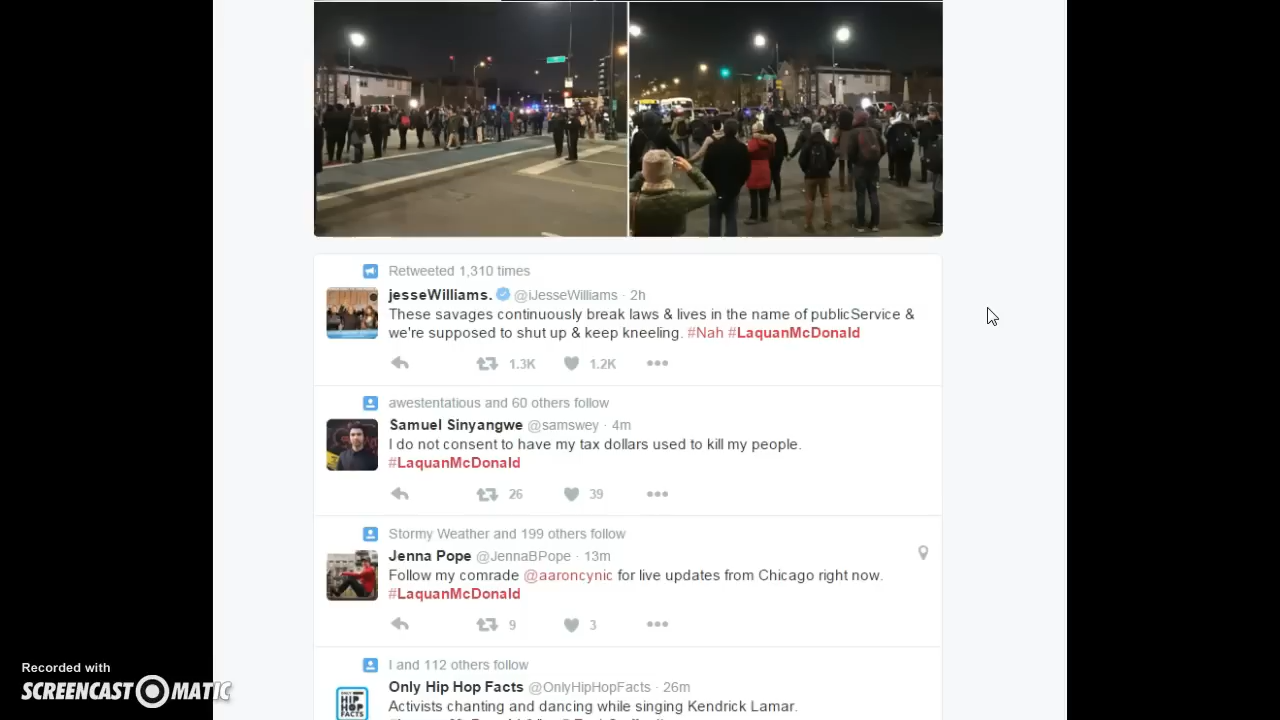 Retweeted 1,310 times
jesseWilliams. @iJesseWilliams · 2h
These savages continuously break laws & lives in the name of publicService &
we're supposed to shut up & keep kneeling. #Nah #LaquanMcDonald
1.3K 1.2K
awestentatious and 60 others follow
Samuel Sinyangwe @samswey · 4m
I do not consent to have my tax dollars used to kill my people.
#LaquanMcDonald
26 39
Stormy Weather and 199 others follow
Jenna Pope @JennaBPope · 13m
Follow my comrade @aaroncynic for live updates from Chicago right now.
#LaquanMcDonald
9 3
I and 112 others follow
Only Hip Hop Facts @OnlyHipHopFacts · 26m
ONLY
HIP
HOP
FACTS
Activists chanting and dancing while singing Kendrick Lamar.
Recorded with
SCREENCAST O MATIC